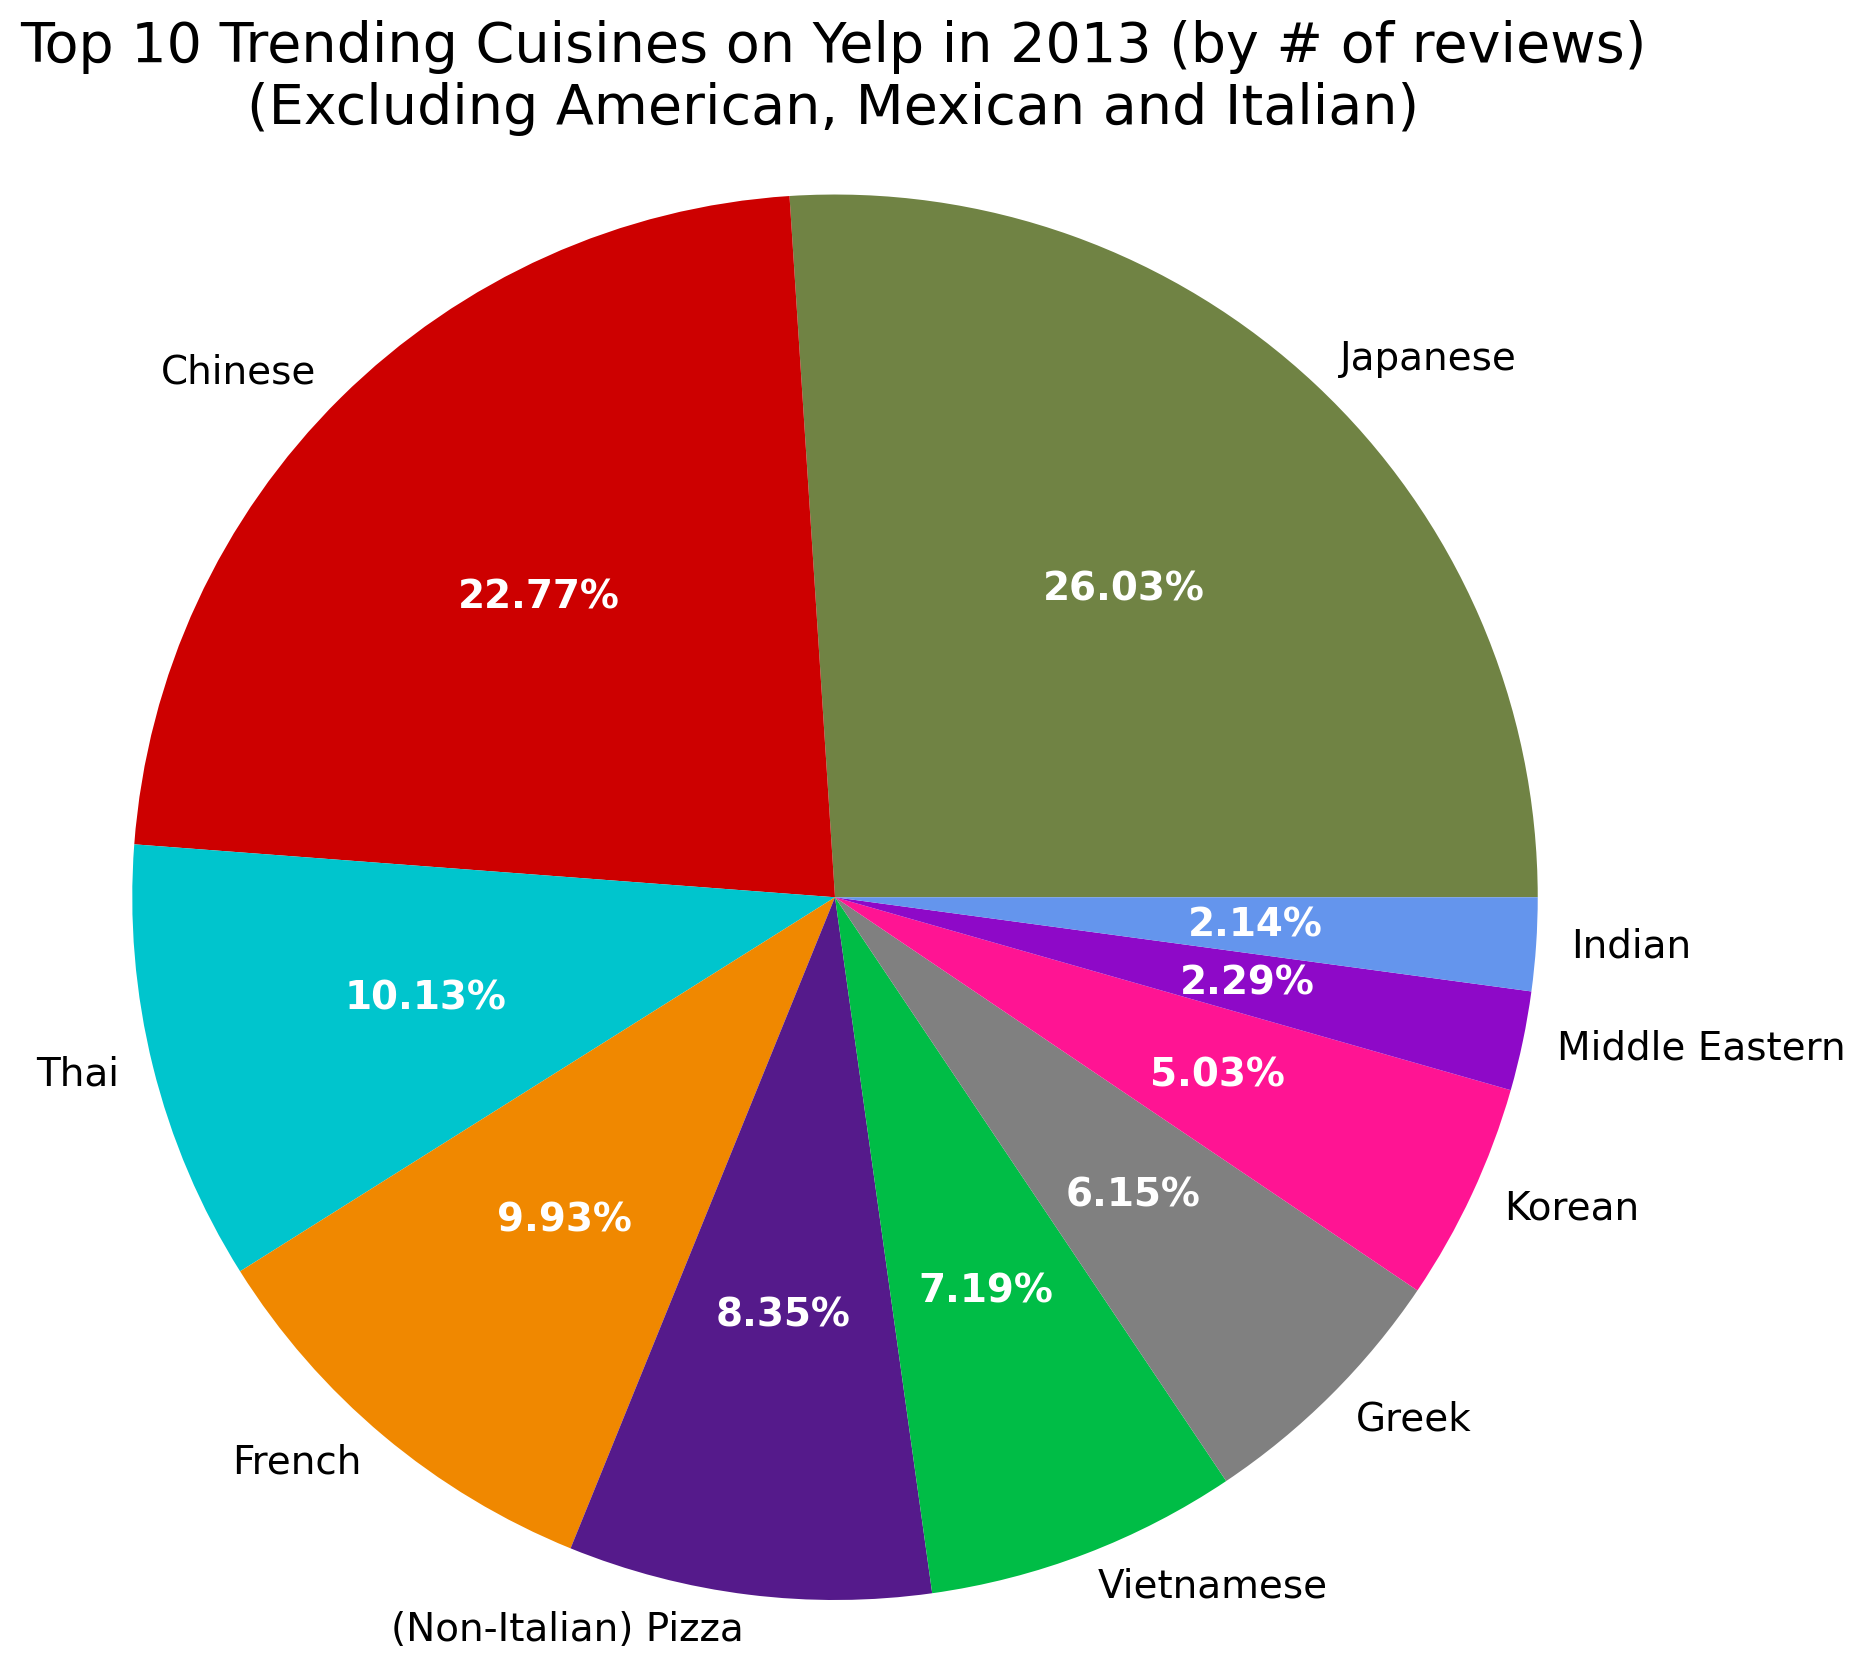 Top 10 Trending Cuisines on Yelp in 2013 (by # of reviews)
(Excluding American, Mexican and Italian)
Japanese
26.03%
Chinese
22.77%
Thai
10.13%
French
9.93%
(Non-Italian) Pizza
8.35%
Vietnamese
7.19%
Greek
6.15%
Korean
5.03%
Middle Eastern
2.29%
Indian
2.14%